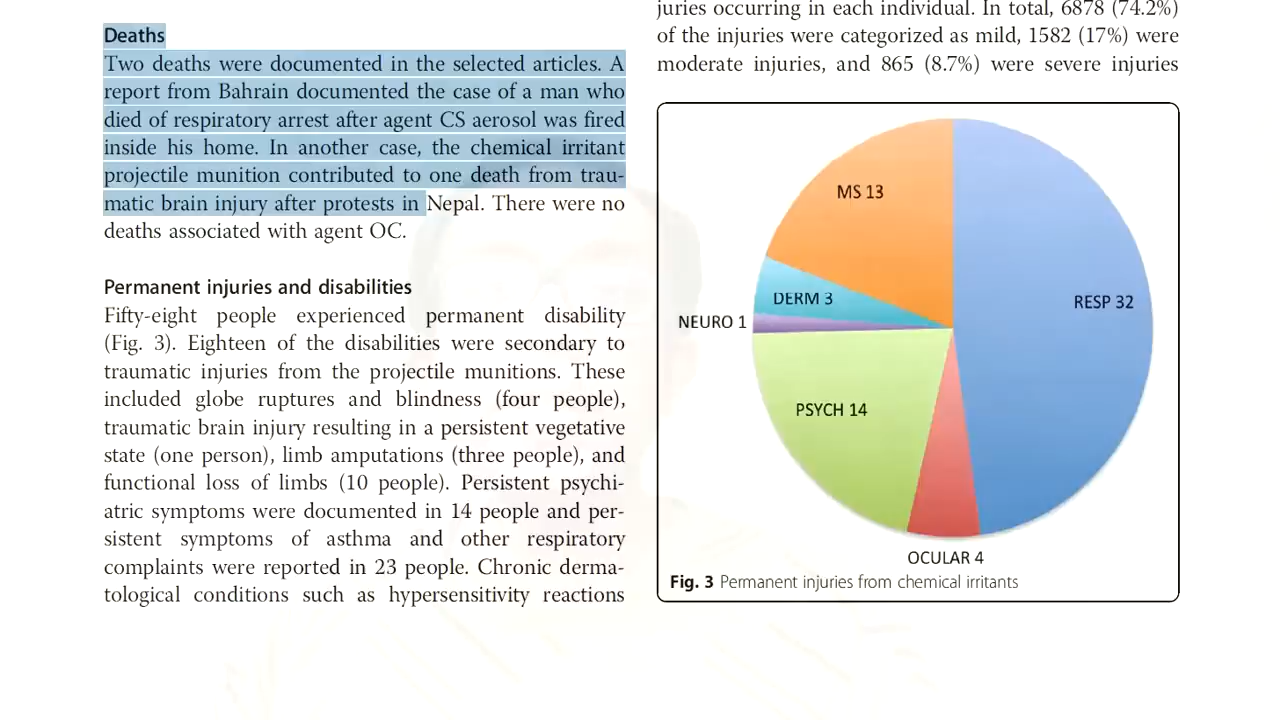 Deaths
Two deaths were documented in the selected articles. A
report from Bahrain documented the case of a man who
died of respiratory arrest after agent CS aerosol was fired
inside his home. In another case, the chemical irritant
projectile munition contributed to one death from trau-
matic brain injury after protests in Nepal. There were no
deaths associated with agent OC.
Permanent injuries and disabilities
Fifty-eight people experienced permanent disability
(Fig. 3). Eighteen of the disabilities were secondary to
traumatic injuries from the projectile munitions. These
included globe ruptures and blindness (four people),
traumatic brain injury resulting in a persistent vegetative
state (one person), limb amputations (three people), and
functional loss of limbs (10 people). Persistent psychi-
atric symptoms were documented in 14 people and per-
sistent symptoms of asthma and other respiratory
complaints were reported in 23 people. Chronic derma-
tological conditions such as hypersensitivity reactions
juries occurring in each individual. In total, 6878 (74.2%)
of the injuries were categorized as mild, 1582 (17%) were
moderate injuries, and 865 (8.7%) were severe injuries
MS 13
DERM 3
RESP 32
NEURO 1
PSYCH 14
OCULAR 4
Fig. 3 Permanent injuries from chemical irritants